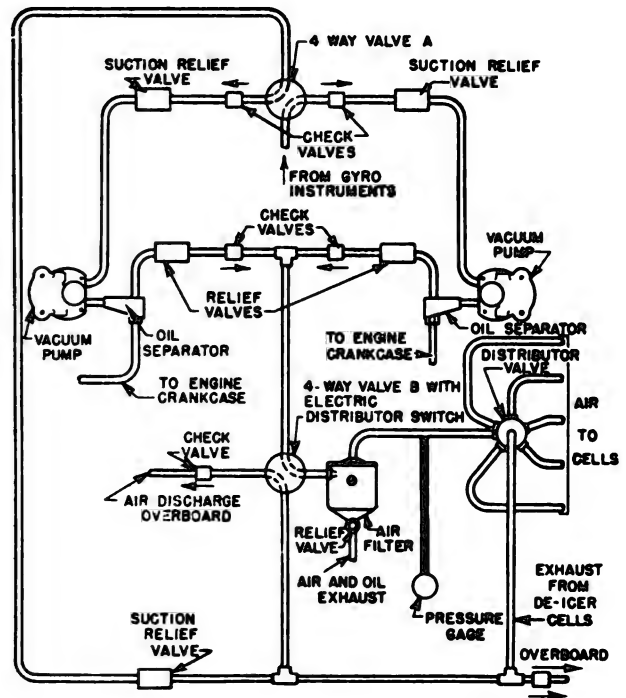 4 WAY VALVE A
SUCTION RELIEF
VALVE
SUCTION RELIEF
VALVE
CHECK
VALVES
FROM GYRO
INSTRUMENTS
CHECK
VALVES
VACUUM
PUMP
RELIEF
VALVES
VACUUM
PUMP
OIL
SEPARATOR
OIL SEPARATOR
TO ENGINE
CRANKCASE
TO ENGINE
CRANKCASE
DISTRIBUTOR
VALVE
4-WAY VALVE B WITH
ELECTRIC
DISTRIBUTOR SWITCH
AIR
TO
CELLS
CHECK
VALVE
AIR DISCHARGE
OVERBOARD
RELIEF
VALVE
AIR
FILTER
AIR AND OIL
EXHAUST
PRESSURE
GAGE
EXHAUST
FROM
DE-ICER
CELLS
SUCTION
RELIEF
VALVE
OVERBOARD